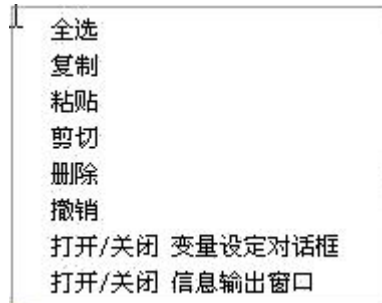 全选
复制
粘贴
剪切
删除
撤销
打开/关闭 变量设定对话框
打开/关闭 信息输出窗口